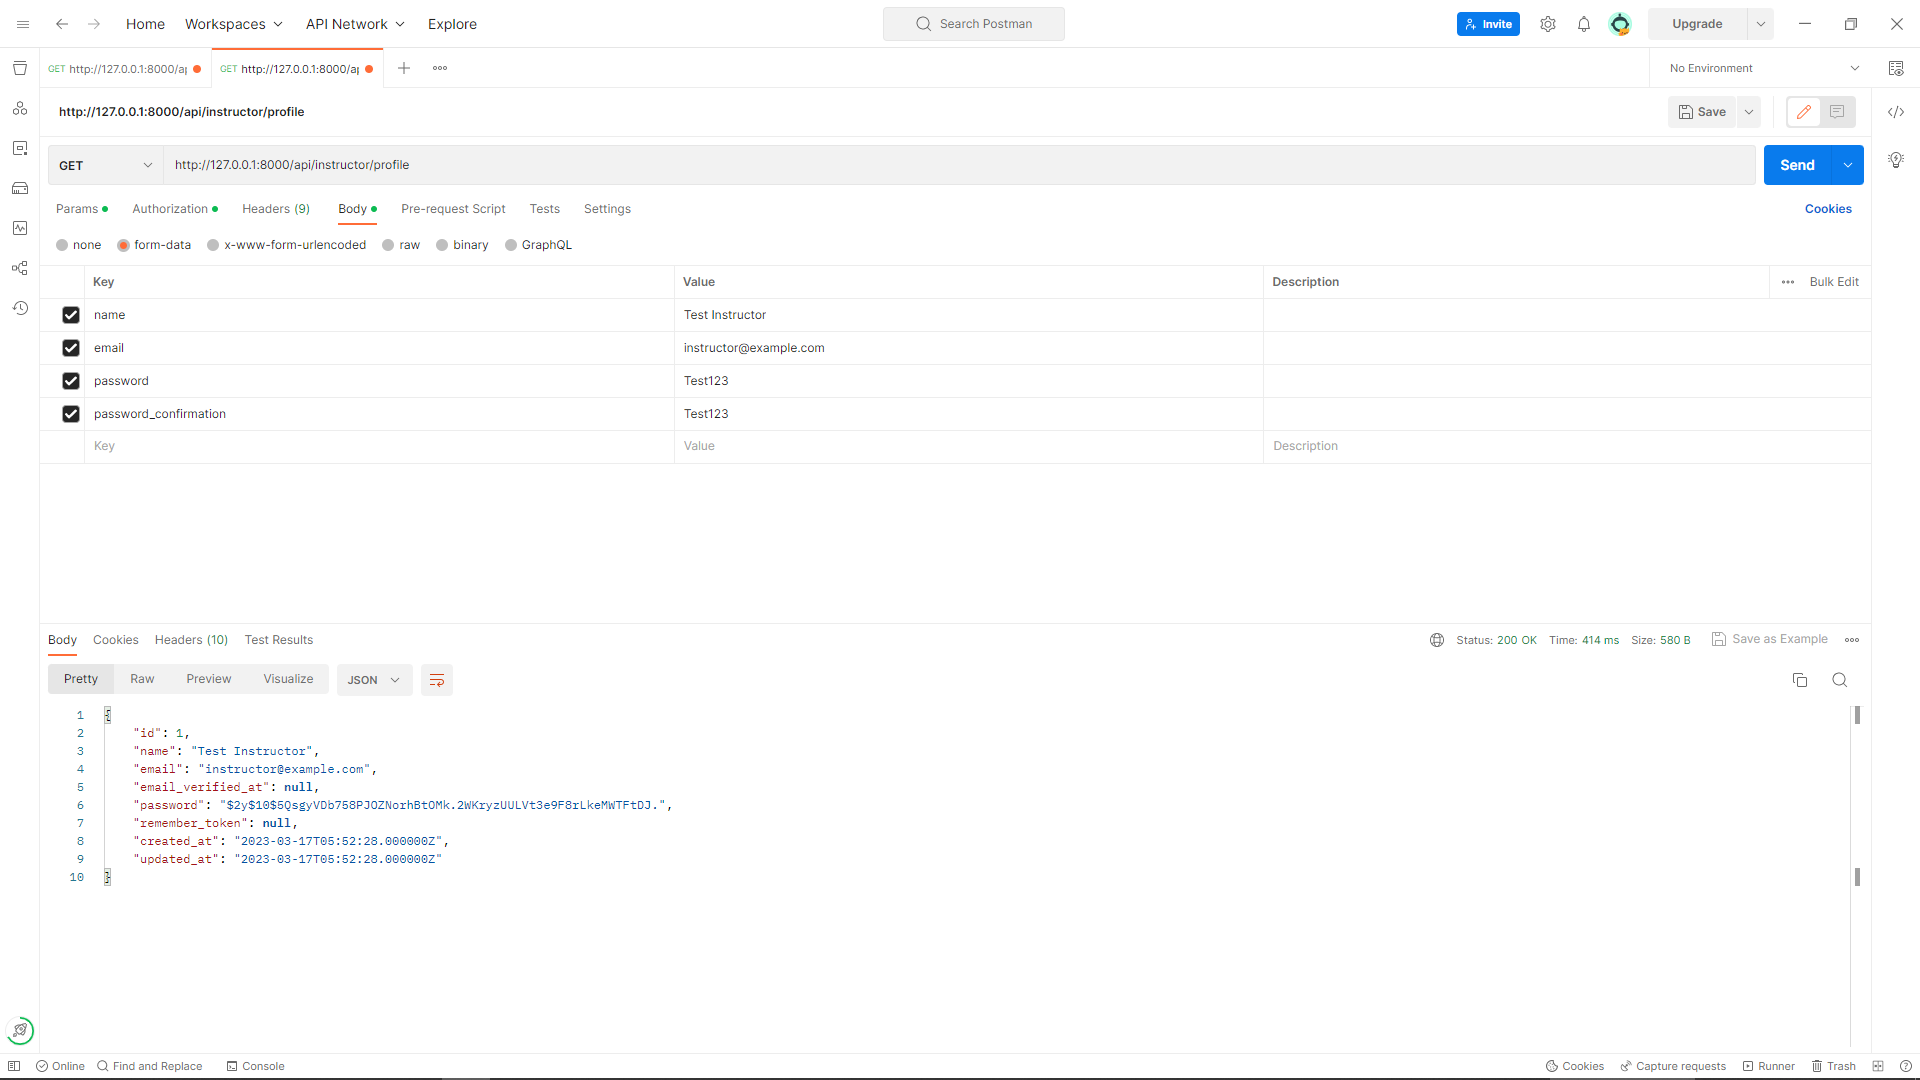 Home Workspaces API Network Explore Search Postman Invite Upgrade
GET http://127.0.0.1:8000/ap GET http://127.0.0.1:8000/ap No Environment
http://127.0.0.1:8000/api/instructor/profile Save
GET http://127.0.0.1:8000/api/instructor/profile Send
Params Authorization Headers (9) Body Pre-request Script Tests Settings Cookies
none form-data x-www-form-urlencoded raw binary GraphQL
Key Value Description Bulk Edit
name Test Instructor
email instructor@example.com
password Test123
password_confirmation Test123
Key Value Description
Body Cookies Headers (10) Test Results Status: 200 OK Time: 414 ms Size: 580 B Save as Example
Pretty Raw Preview Visualize JSON
1 {
2 "id": 1,
3 "name": "Test Instructor",
4 "email": "instructor@example.com",
5 "email_verified_at": null,
6 "password": "$2y$10$5QsgyVDb758PJOZNorhBtOMk.2WKryzUULVt3e9F8rLkeMWTFtDJ.",
7 "remember_token": null,
8 "created_at": "2023-03-17T05:52:28.000000Z",
9 "updated_at": "2023-03-17T05:52:28.000000Z"
10 }
Online Find and Replace Console Cookies Capture requests Runner Trash